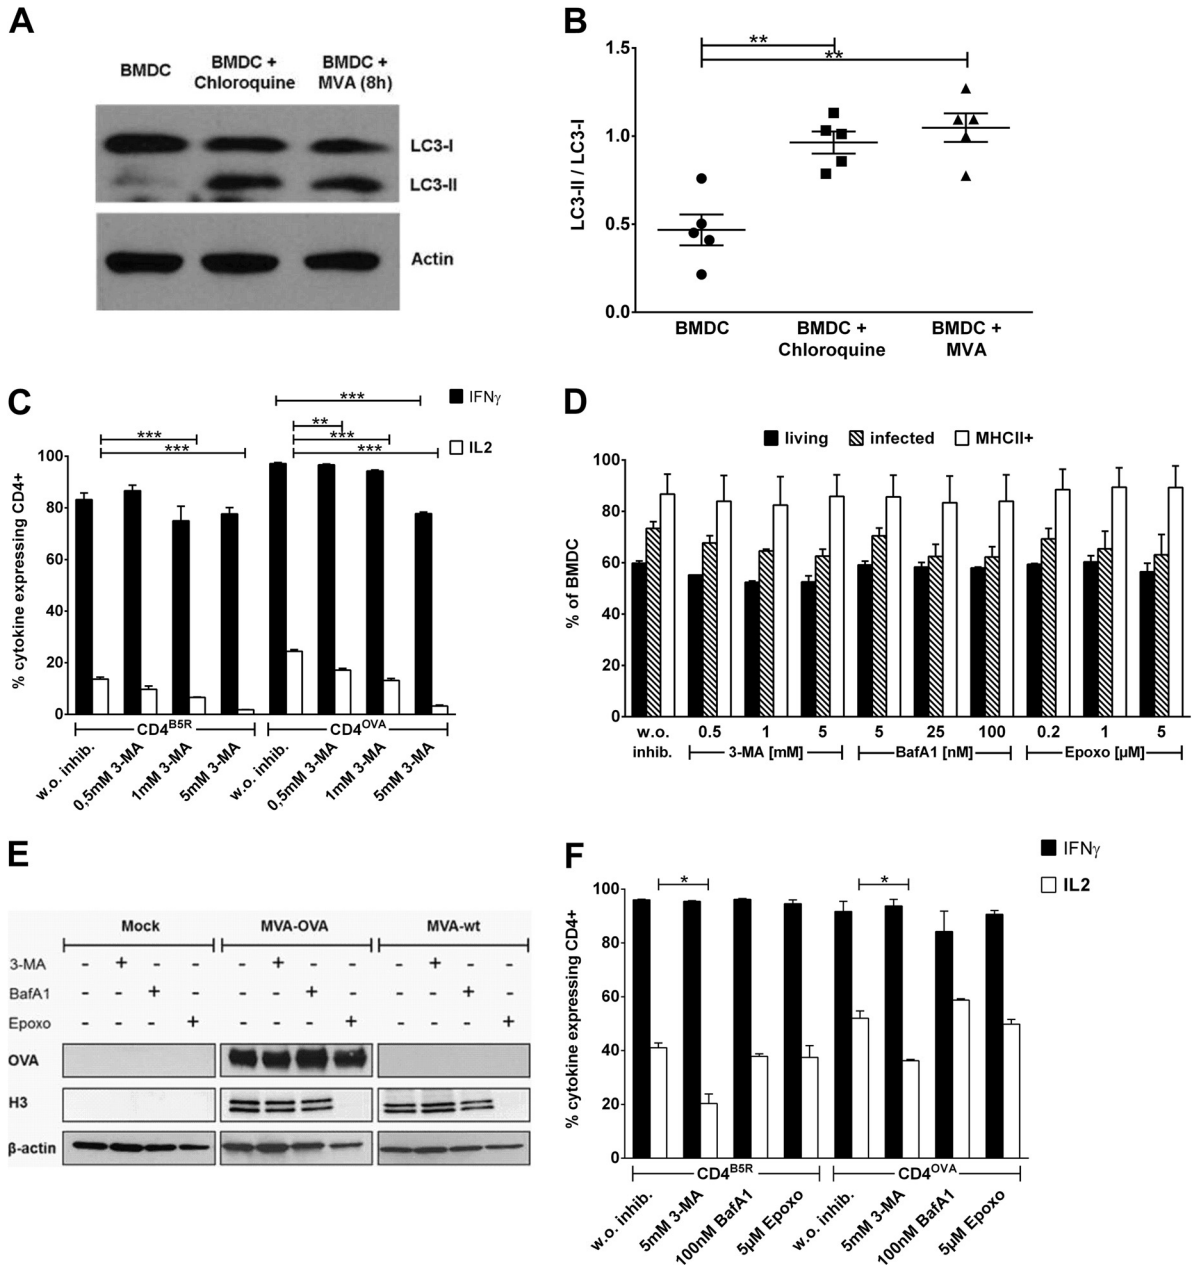 A
BMDC
BMDC +
Chloroquine
BMDC +
MVA (8h)
LC3-I
LC3-II
Actin
B
1.5
1.0
0.5
0.0
LC3-II / LC3-I
**
**
BMDC
BMDC +
Chloroquine
BMDC +
MVA
C
IFNγ
IL2
% cytokine expressing CD4+
100
80
60
40
20
0
***
***
***
**
***
***
CD4B5R
CD4OVA
w.o. inhib.
0,5mM 3-MA
1mM 3-MA
5mM 3-MA
w.o. inhib.
0,5mM 3-MA
1mM 3-MA
5mM 3-MA
D
living
infected
MHCII+
% of BMDC
100
80
60
40
20
0
w.o. inhib.
0.5 1 5
3-MA [mM]
5 25 100
BafA1 [nM]
0.2 1 5
Epoxo [μM]
E
Mock MVA-OVA MVA-wt
3-MA - + - - - + - - - + - -
BafA1 - - + - - - + - - - + -
Epoxo - - - + - - - + - - - +
OVA
H3
β-actin
F
IFNγ
IL2
% cytokine expressing CD4+
100
80
60
40
20
0
*
*
CD4B5R
CD4OVA
w.o. inhib.
5mM 3-MA
100nM BafA1
5μM Epoxo
w.o. inhib.
5mM 3-MA
100nM BafA1
5μM Epoxo